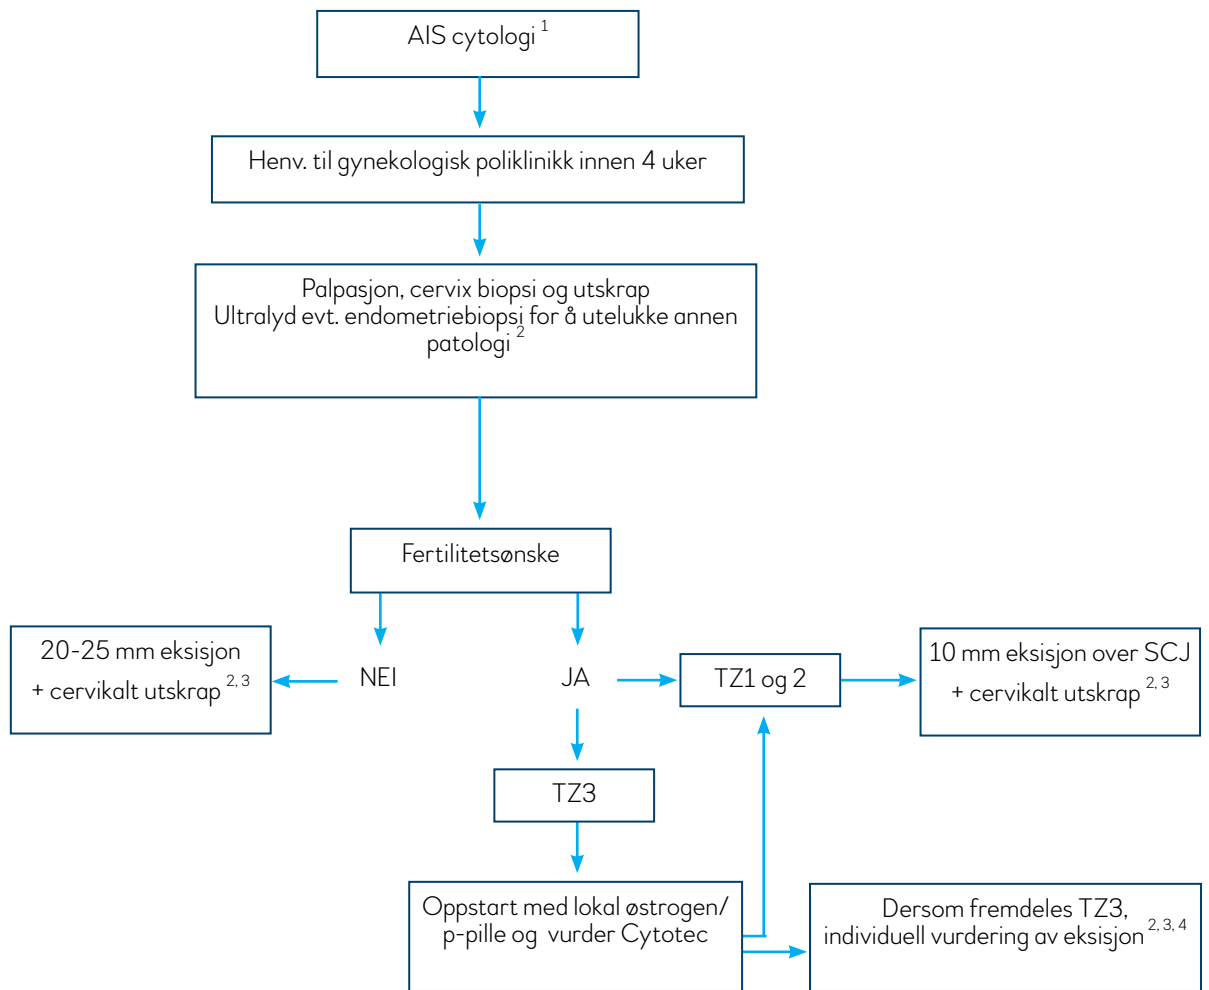 AIS cytologi 1
Henv. til gynekologisk poliklinikk innen 4 uker
Palpasjon, cervix biopsi og utskrap
Ultralyd evt. endometriebiopsi for å utelukke annen
patologi 2
Fertilitetsønske
20-25 mm eksisjon
+ cervikalt utskrap 2, 3
NEI
JA
TZ1 og 2
10 mm eksisjon over SCJ
+ cervikalt utskrap 2, 3
TZ3
Oppstart med lokal østrogen/
p-pille og vurder Cytotec
Dersom fremdeles TZ3,
individuell vurdering av eksisjon 2, 3, 4